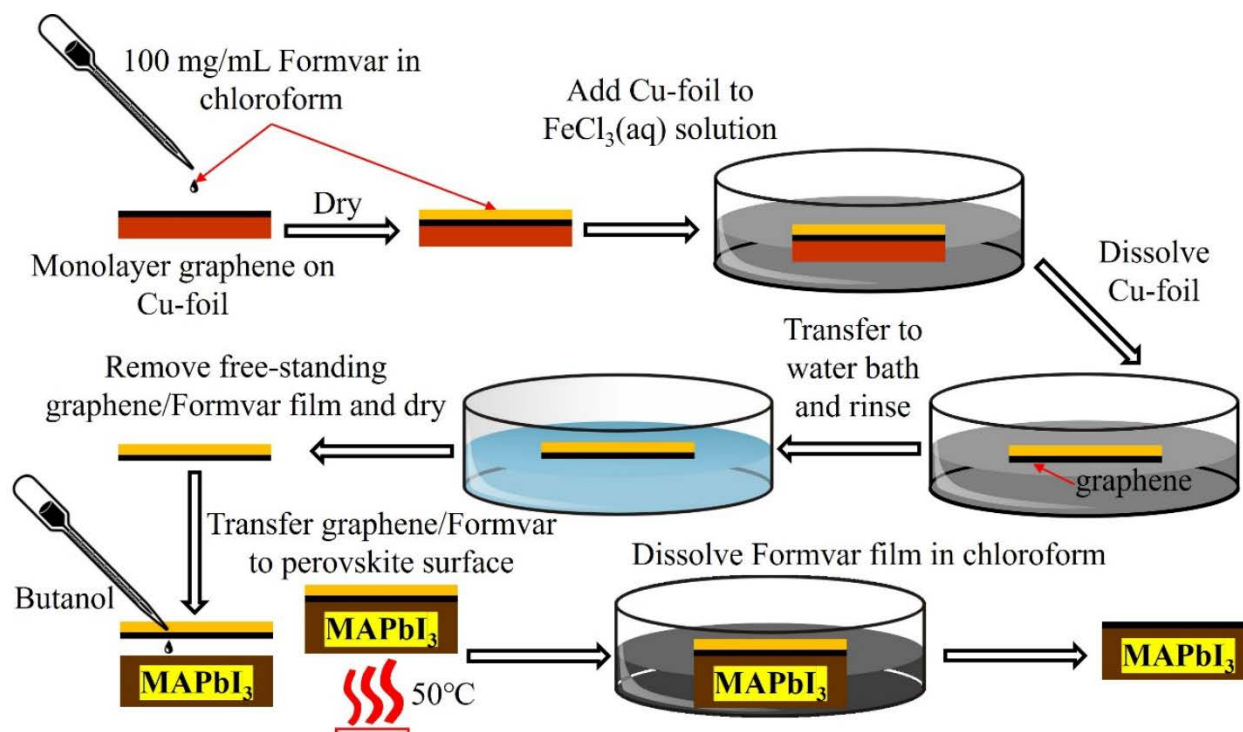 100 mg/mL Formvar in
chloroform
Add Cu-foil to
FeCl₃(aq) solution
Dry
Monolayer graphene on
Cu-foil
Dissolve
Cu-foil
Transfer to
water bath
and rinse
Remove free-standing
graphene/Formvar film and dry
graphene
Transfer graphene/Formvar
to perovskite surface
Dissolve Formvar film in chloroform
Butanol
MAPbI₃
MAPbI₃
50°C
MAPbI₃
MAPbI₃